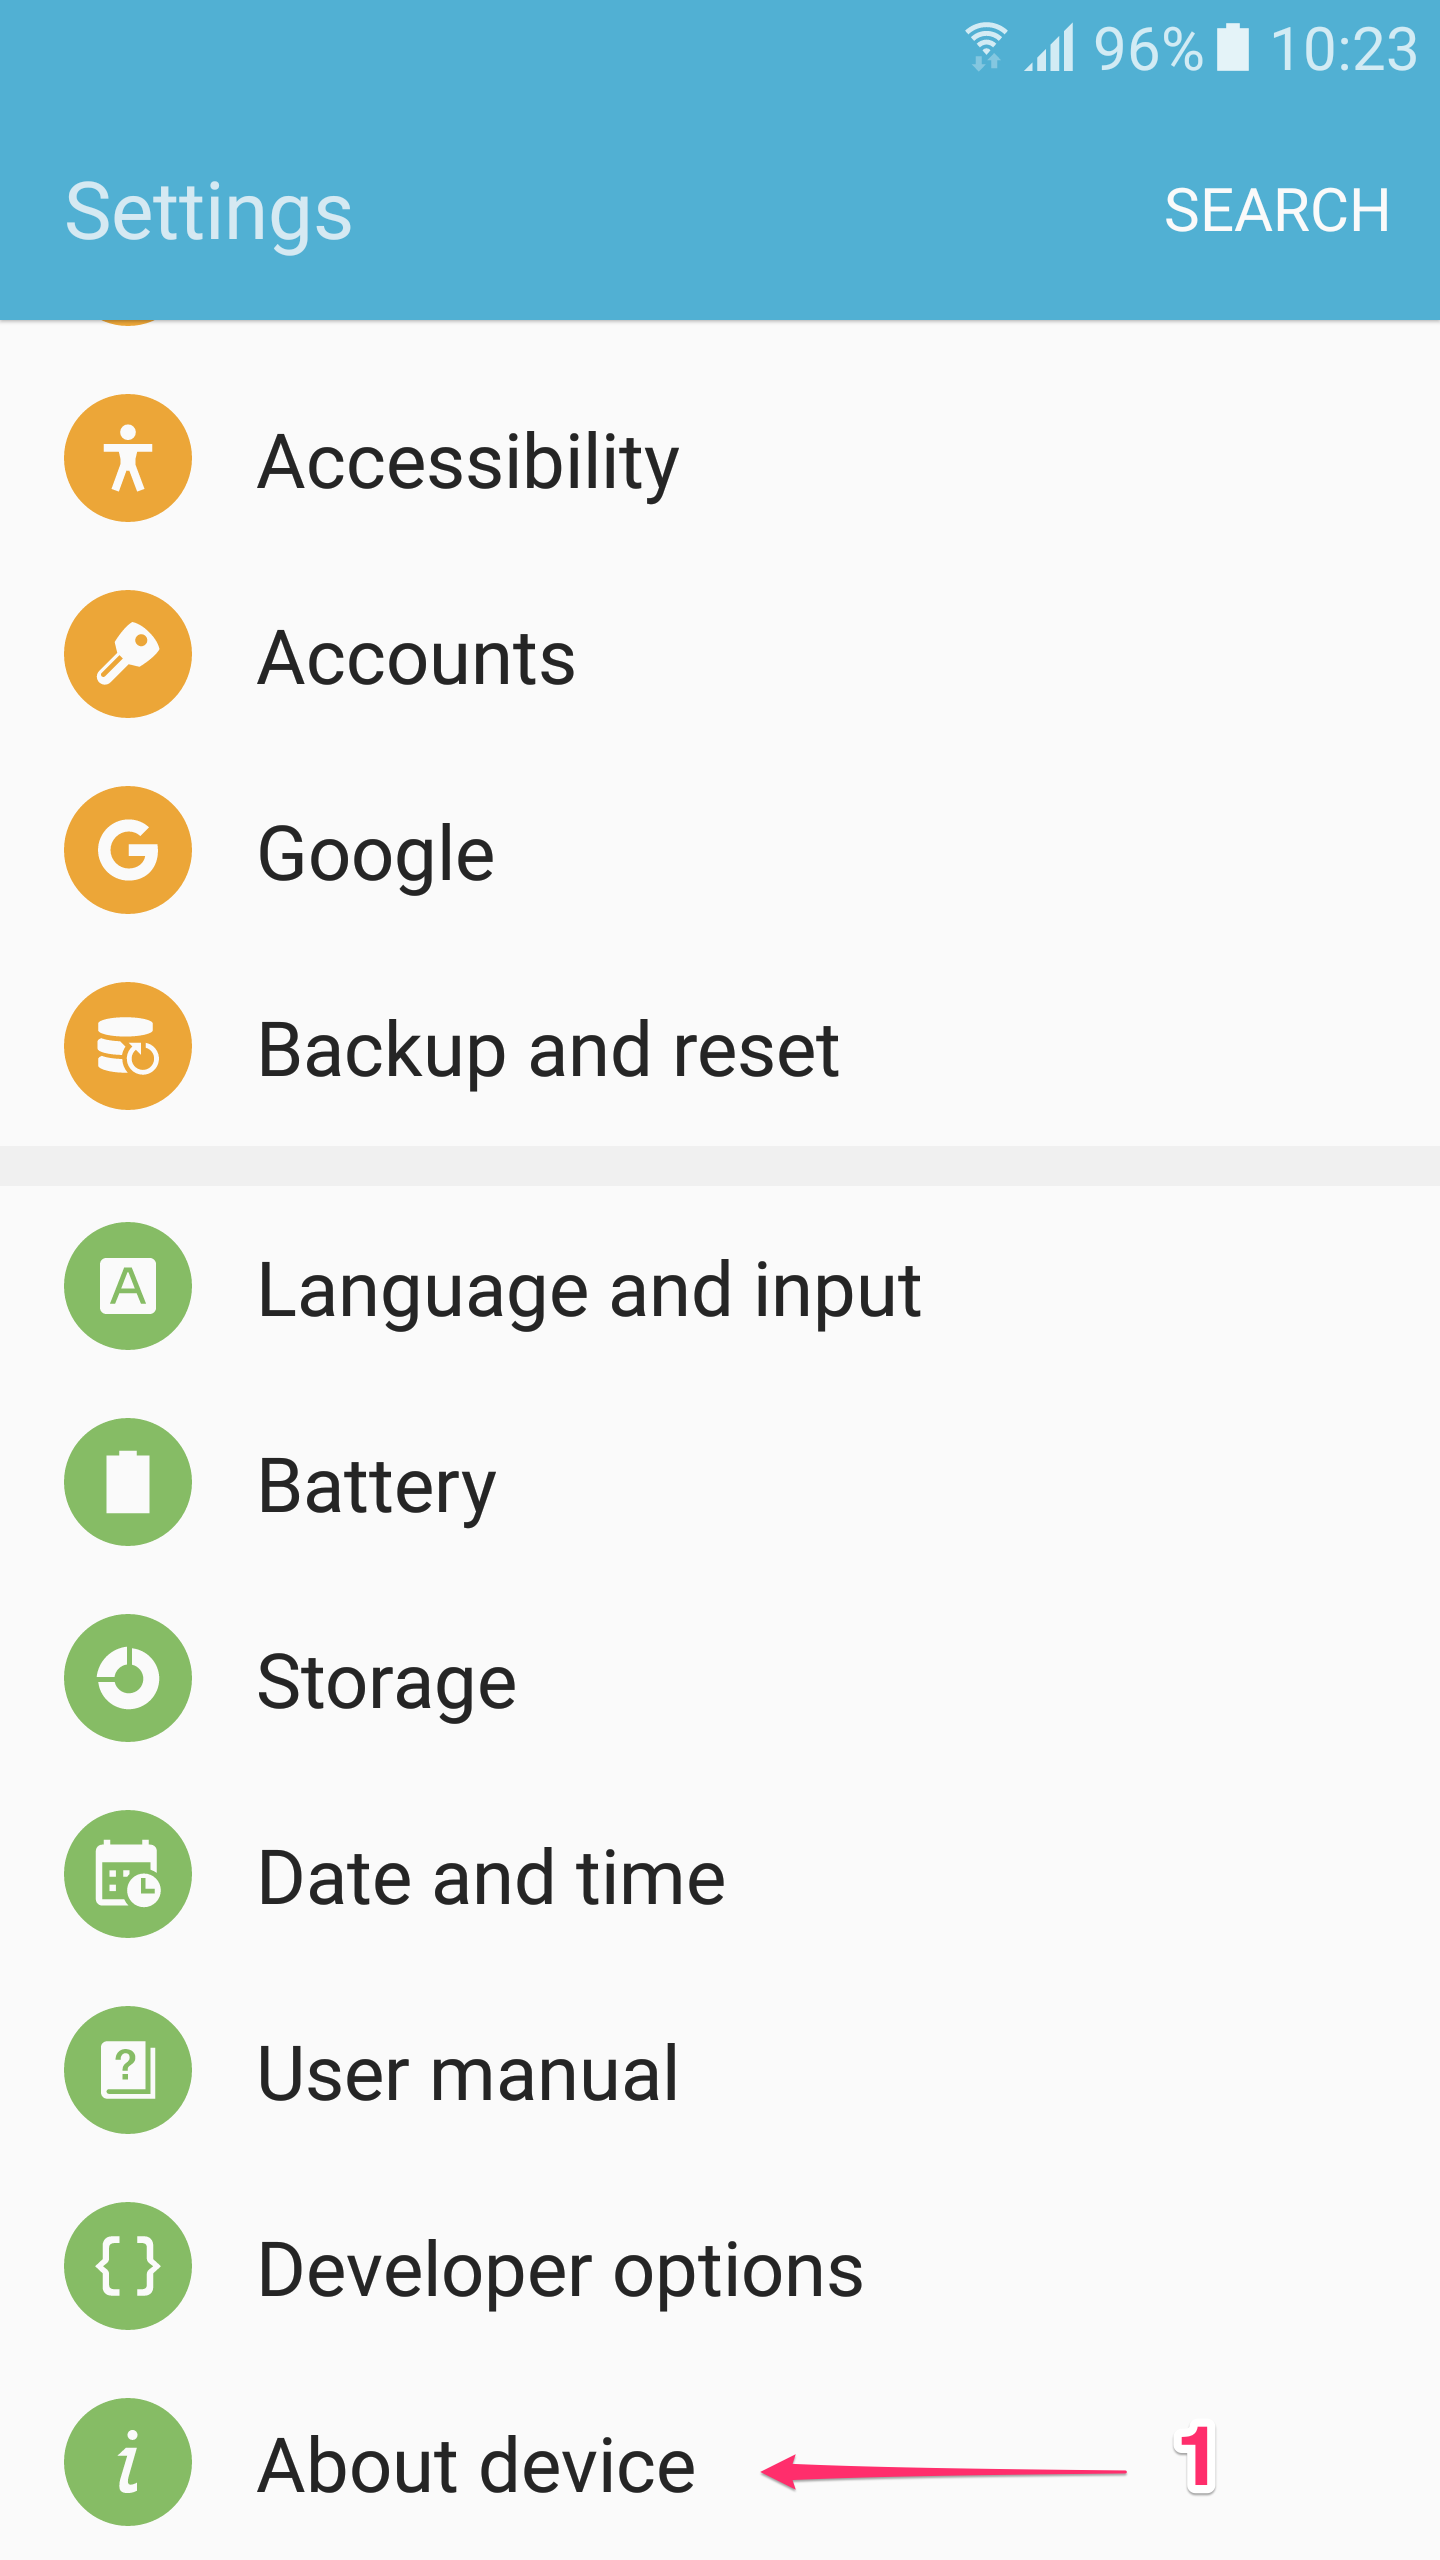 96% 10:23
Settings SEARCH
Accessibility
Accounts
Google
Backup and reset
Language and input
Battery
Storage
Date and time
User manual
Developer options
About device 1